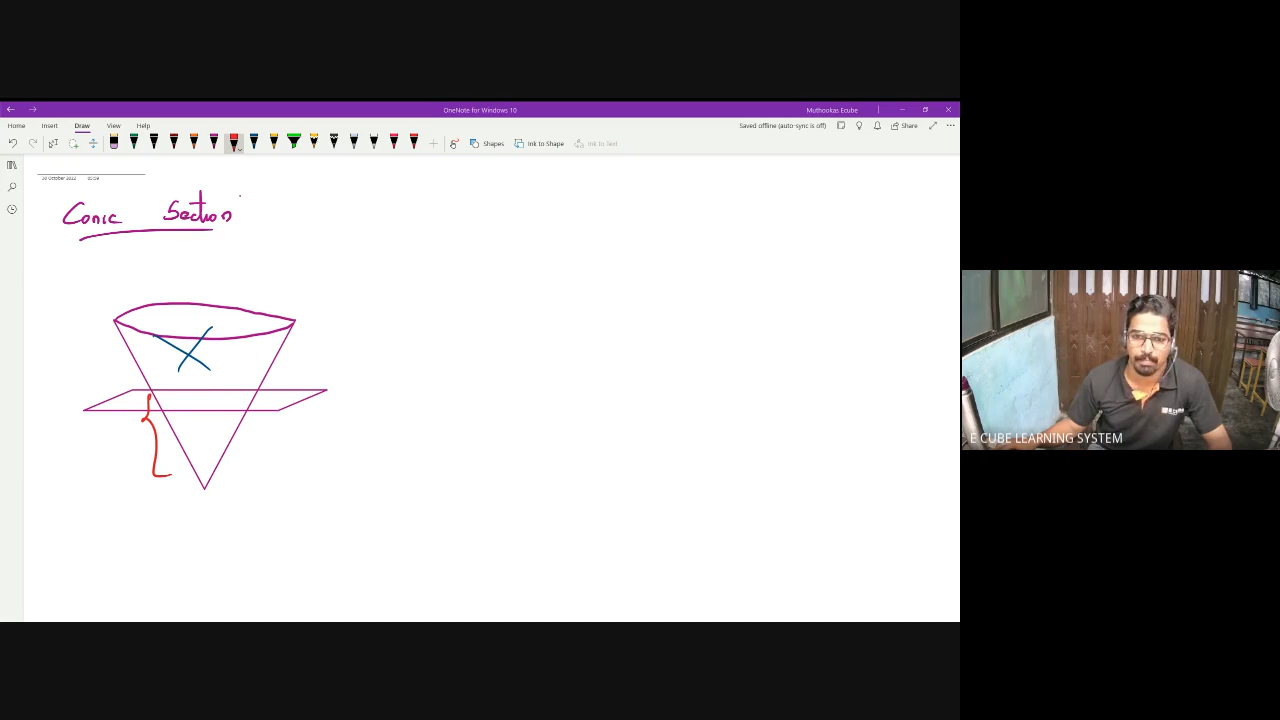 OneNote for Windows 10
Muthookas Ecube
Home Insert Draw View Help
Saved offline (auto-sync is off)
Share
Shapes
Ink to Shape
Ink to Text
Conic Section
E CUBE LEARNING SYSTEM